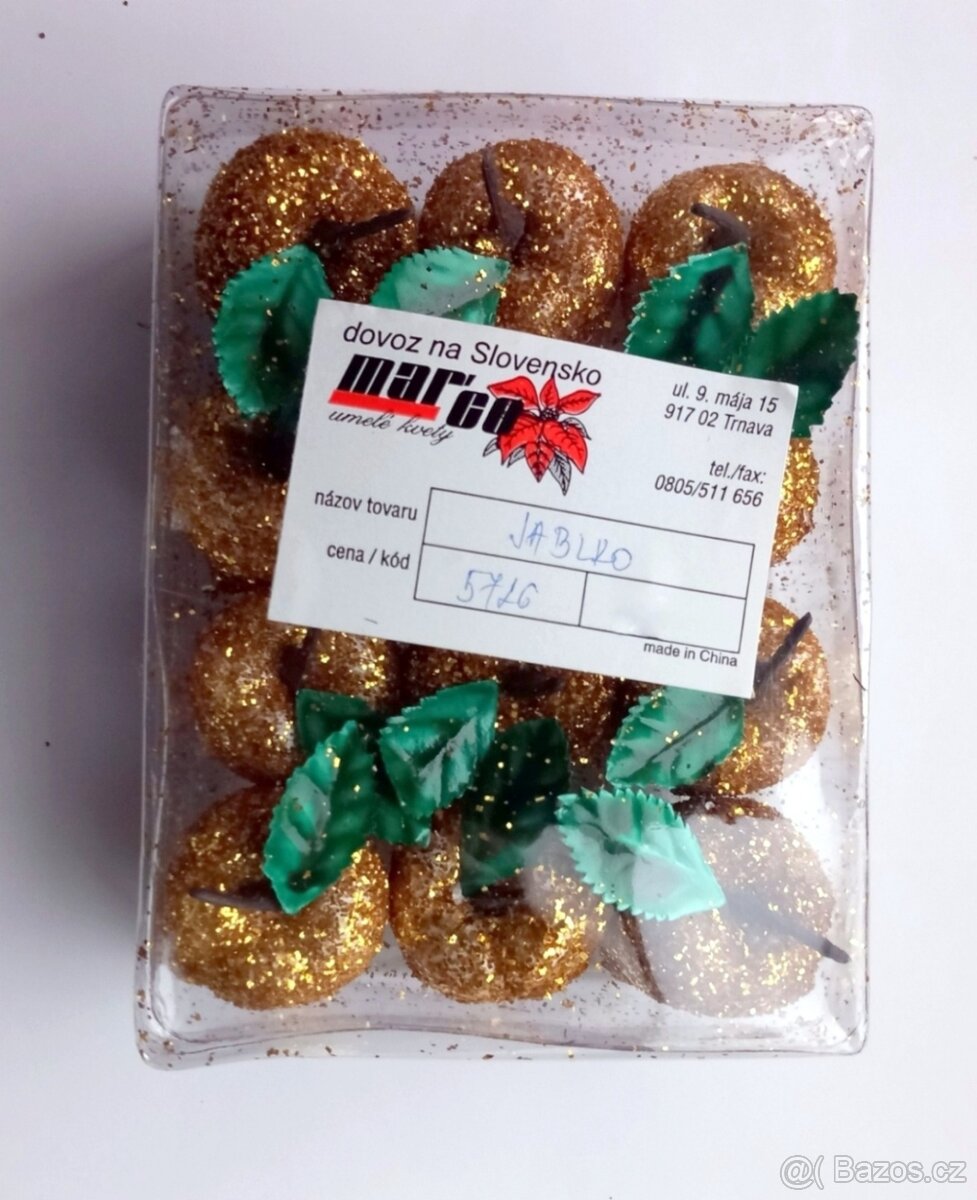 dovoz na Slovensko
mar'co
umelé kvety
ul. 9. mája 15
917 02 Trnava
tel./fax:
0805/511 656
názov tovaru
JABLKO
cena / kód
5726
made in China
@( Bazos.cz